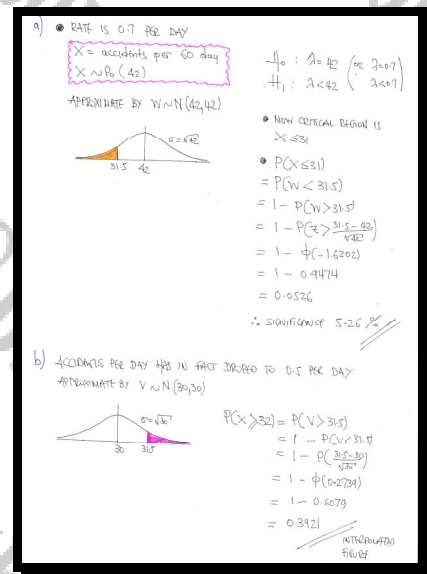 a) • RATE IS 0.7 PER DAY
X = accidents per 60 day
X ~ Po (42)
APPROXIMATE BY W~N(42,42)
σ=√42
31.5 42
H₀ : λ=42 (or λ=0.7)
H₁ : λ<42 (λ<0.7)
• NOW CRITICAL REGION IS
X ≤31
• P(X≤31)
= P(W < 31.5)
= 1 - P(W>31.5)
= 1 - P(Z > 31.5-42/√42)
= 1 - Φ(-1.6202)
= 1 - 0.9474
= 0.0526
∴ SIGNIFICANCE 5.26 %
b) ACCIDENTS PER DAY HAS IN FACT DROPPED TO 0.5 PER DAY
APPROXIMATE BY V~N(30,30)
σ=√30
30 31.5
P(X≥32) = P(V>31.5)
= 1 - P(V<31.5)
= 1 - P(31.5-30/√30)
= 1 - Φ(0.2739)
= 1 - 0.6079
= 0.3921
INTERPOLATED
FIGURE